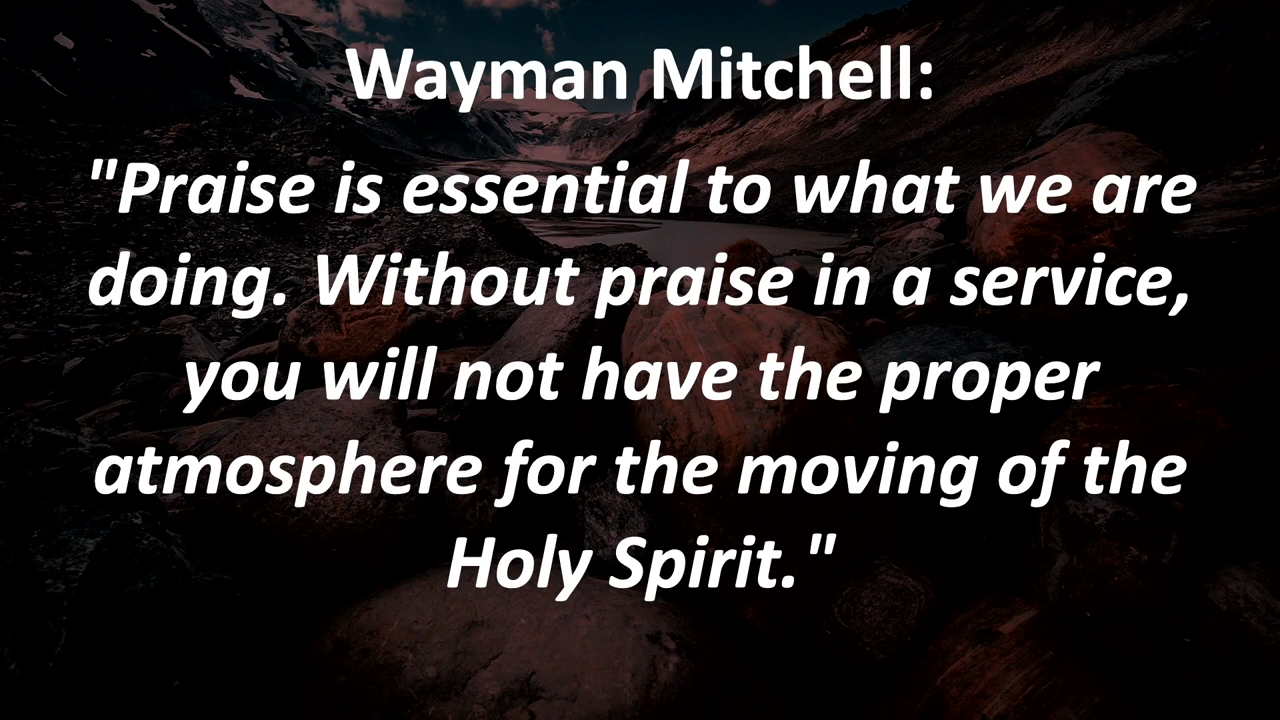 Wayman Mitchell:
"Praise is essential to what we are
doing. Without praise in a service,
you will not have the proper
atmosphere for the moving of the
Holy Spirit."